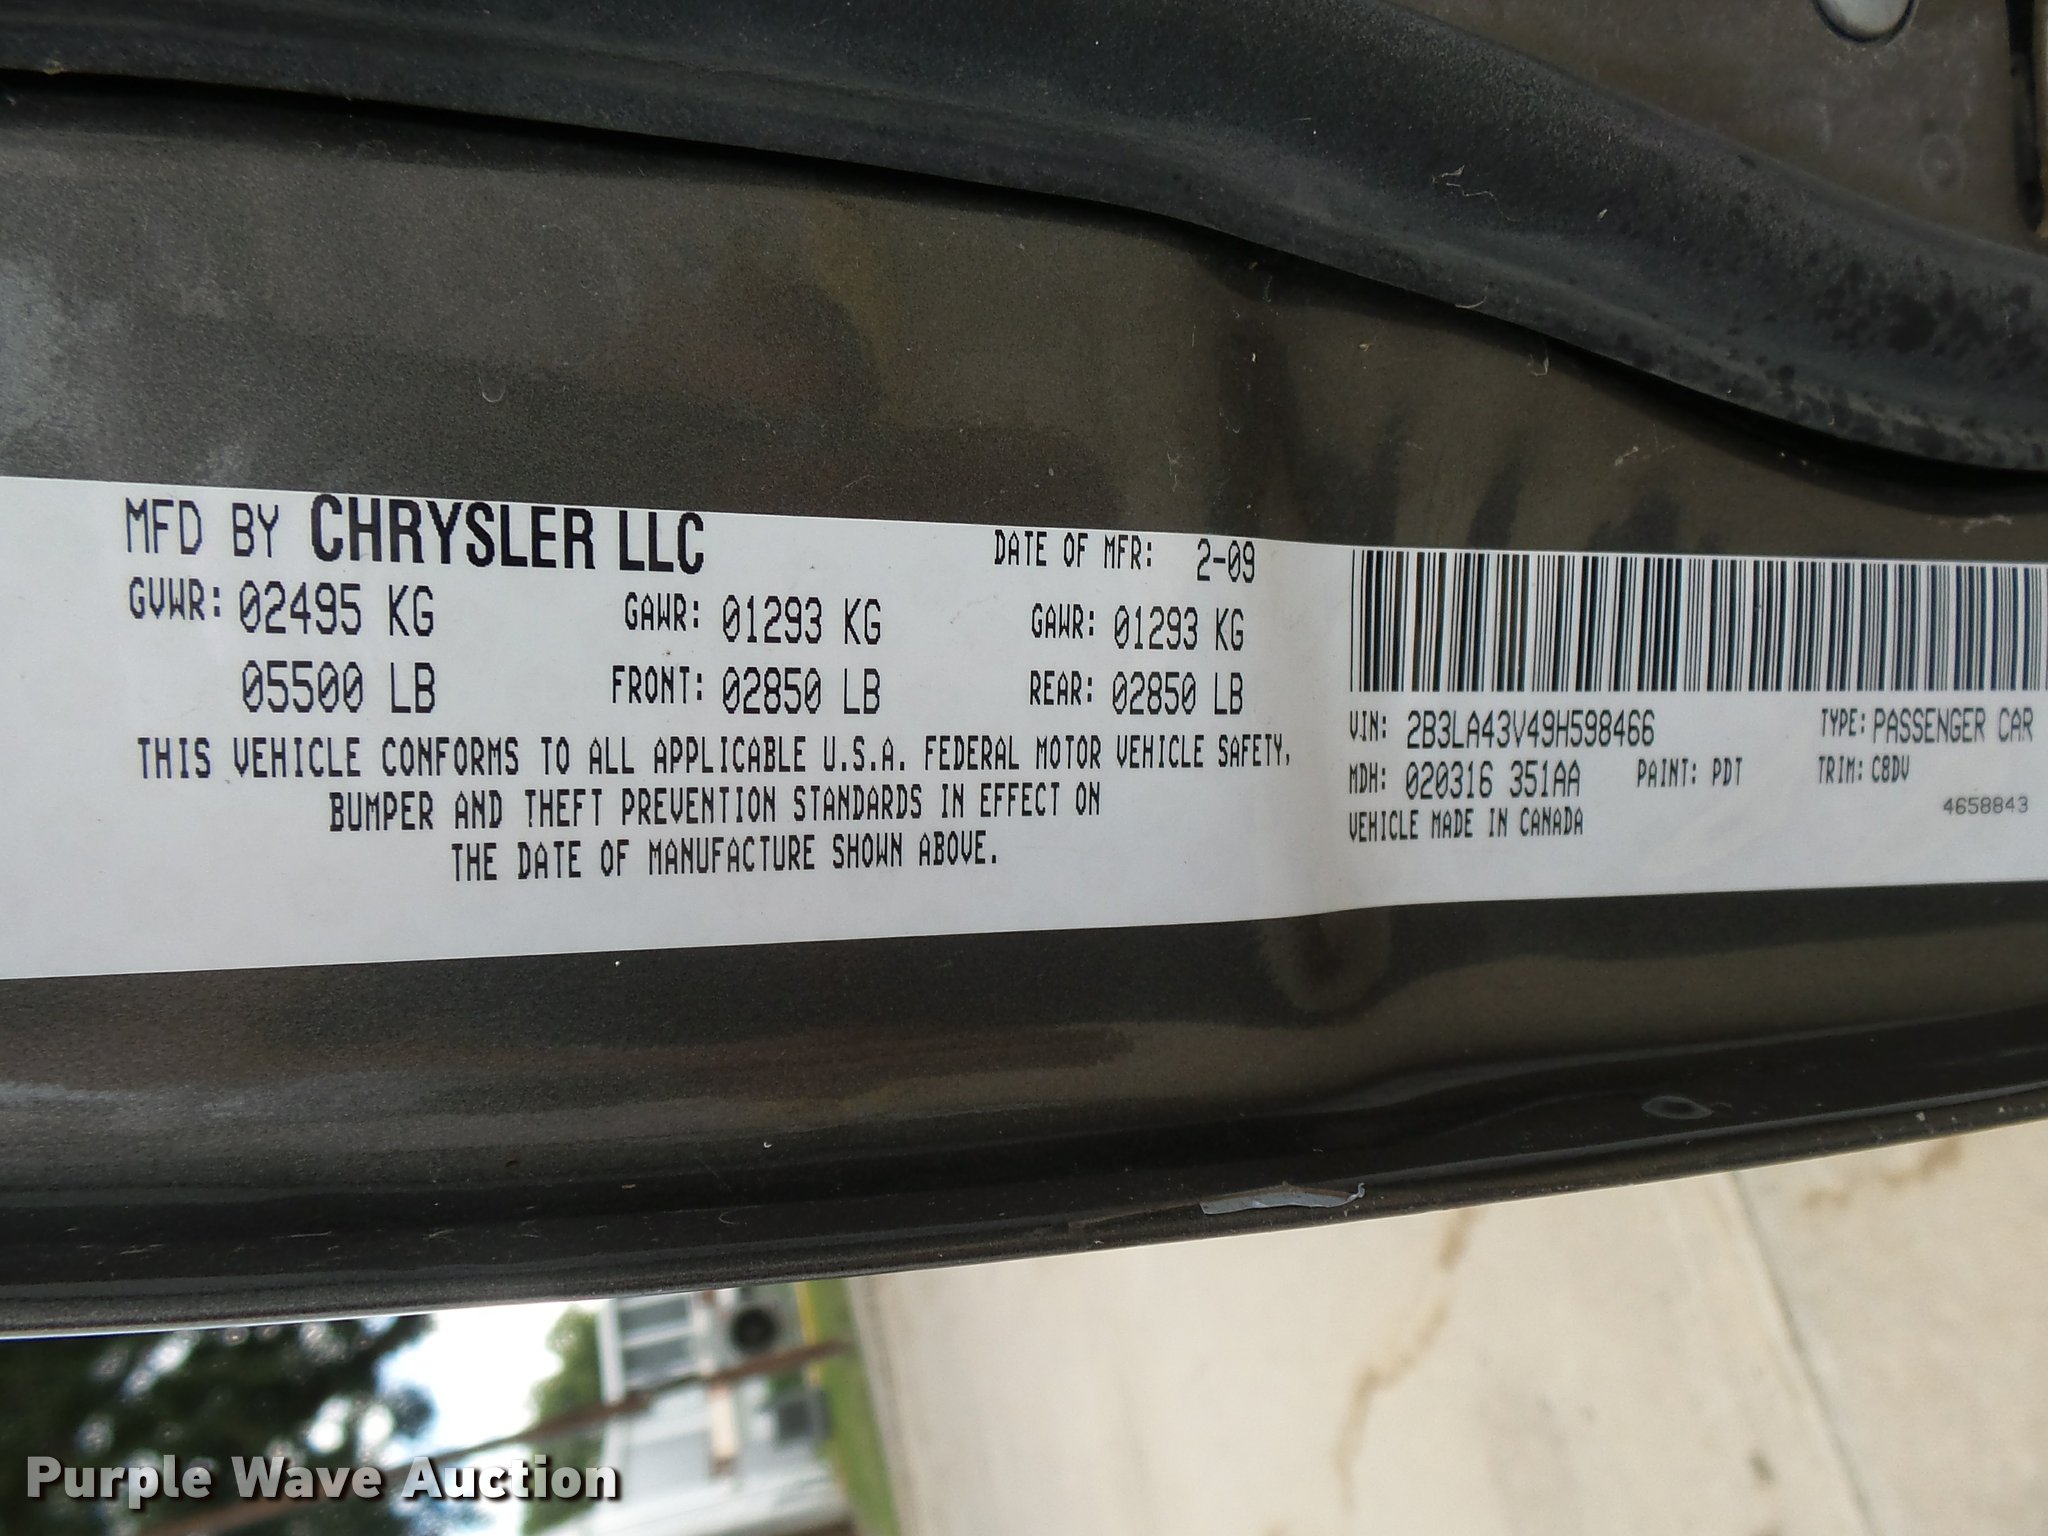 MFD BY CHRYSLER LLC DATE OF MFR: 2-09
GVWR: 02495 KG GAWR: 01293 KG GAWR: 01293 KG
05500 LB FRONT: 02850 LB REAR: 02850 LB
THIS VEHICLE CONFORMS TO ALL APPLICABLE U.S.A. FEDERAL MOTOR VEHICLE SAFETY,
BUMPER AND THEFT PREVENTION STANDARDS IN EFFECT ON
THE DATE OF MANUFACTURE SHOWN ABOVE.
VIN: 2B3LA43V49H598466 TYPE: PASSENGER CAR
MDH: 020316 351AA PAINT: PDT TRIM: C8DV
VEHICLE MADE IN CANADA 4658843
Purple Wave Auction